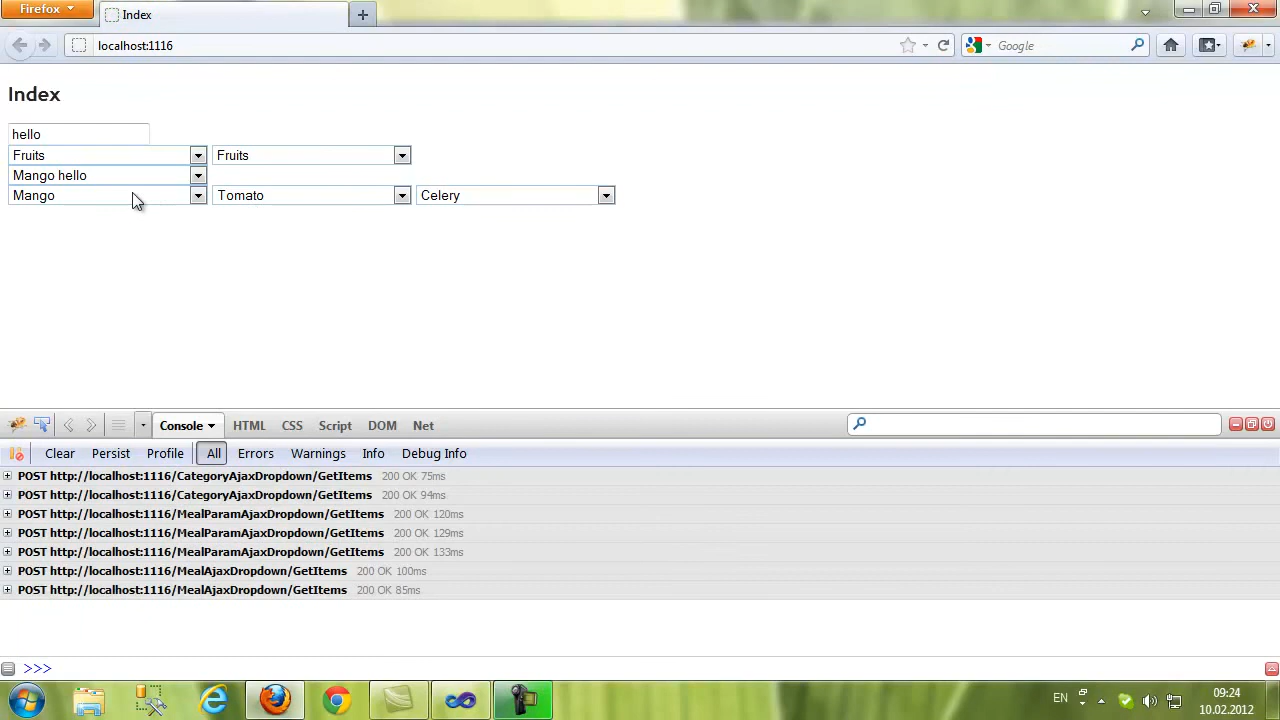 Firefox
Index
localhost:1116
Google
Index
hello
Fruits Fruits
Mango hello
Mango Tomato Celery
Console HTML CSS Script DOM Net
Clear Persist Profile All Errors Warnings Info Debug Info
POST http://localhost:1116/CategoryAjaxDropdown/GetItems 200 OK 75ms
POST http://localhost:1116/CategoryAjaxDropdown/GetItems 200 OK 94ms
POST http://localhost:1116/MealParamAjaxDropdown/GetItems 200 OK 120ms
POST http://localhost:1116/MealParamAjaxDropdown/GetItems 200 OK 129ms
POST http://localhost:1116/MealParamAjaxDropdown/GetItems 200 OK 133ms
POST http://localhost:1116/MealAjaxDropdown/GetItems 200 OK 100ms
POST http://localhost:1116/MealAjaxDropdown/GetItems 200 OK 85ms
>>>
EN
09:24
10.02.2012